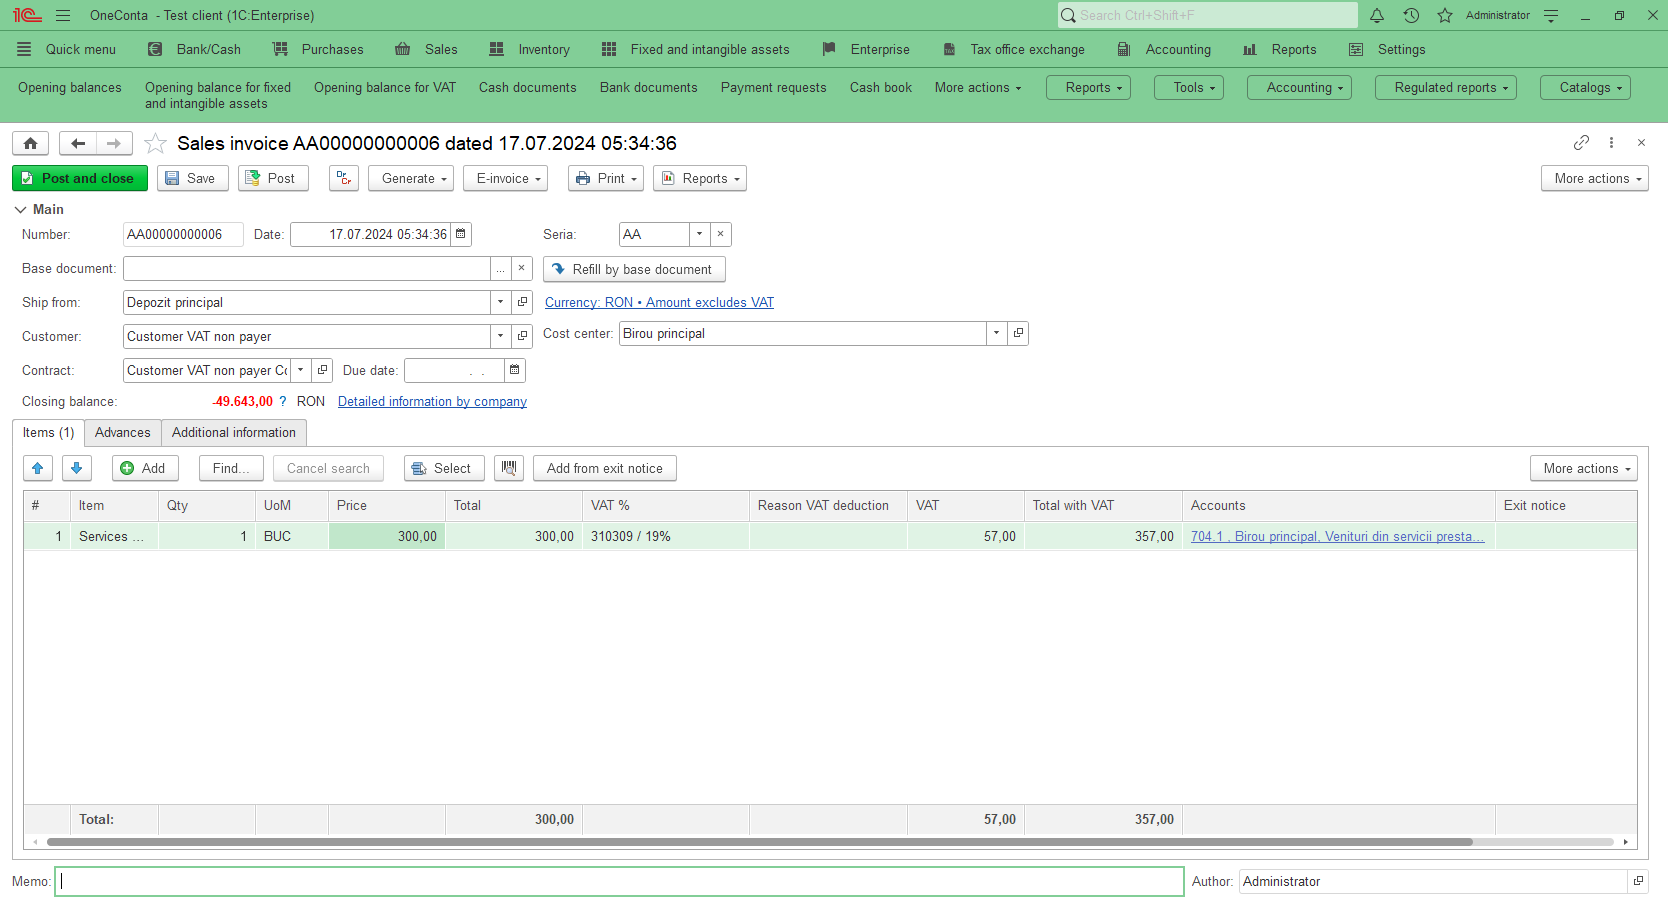 OneConta - Test client (1C:Enterprise)
Search Ctrl+Shift+F
Administrator
Quick menu
Bank/Cash
Purchases
Sales
Inventory
Fixed and intangible assets
Enterprise
Tax office exchange
Accounting
Reports
Settings
Opening balances
Opening balance for fixed
and intangible assets
Opening balance for VAT
Cash documents
Bank documents
Payment requests
Cash book
More actions
Reports
Tools
Accounting
Regulated reports
Catalogs
Sales invoice AA00000000006 dated 17.07.2024 05:34:36
Post and close
Save
Post
Dr
Cr
Generate
E-invoice
Print
Reports
More actions
Main
Number: AA00000000006
Date: 17.07.2024 05:34:36
Seria: AA
Base document:
Refill by base document
Ship from: Depozit principal
Currency: RON • Amount excludes VAT
Customer: Customer VAT non payer
Cost center: Birou principal
Contract: Customer VAT non payer Co
Due date: . .
Closing balance: -49.643,00 ? RON Detailed information by company
Items (1)
Advances
Additional information
Add
Find...
Cancel search
Select
Add from exit notice
More actions
# Item Qty UoM Price Total VAT % Reason VAT deduction VAT Total with VAT Accounts Exit notice
1 Services ... 1 BUC 300,00 300,00 310309 / 19% 57,00 357,00 704.1 , Birou principal, Venituri din servicii presta...
Total: 300,00 57,00 357,00
Memo:
Author: Administrator